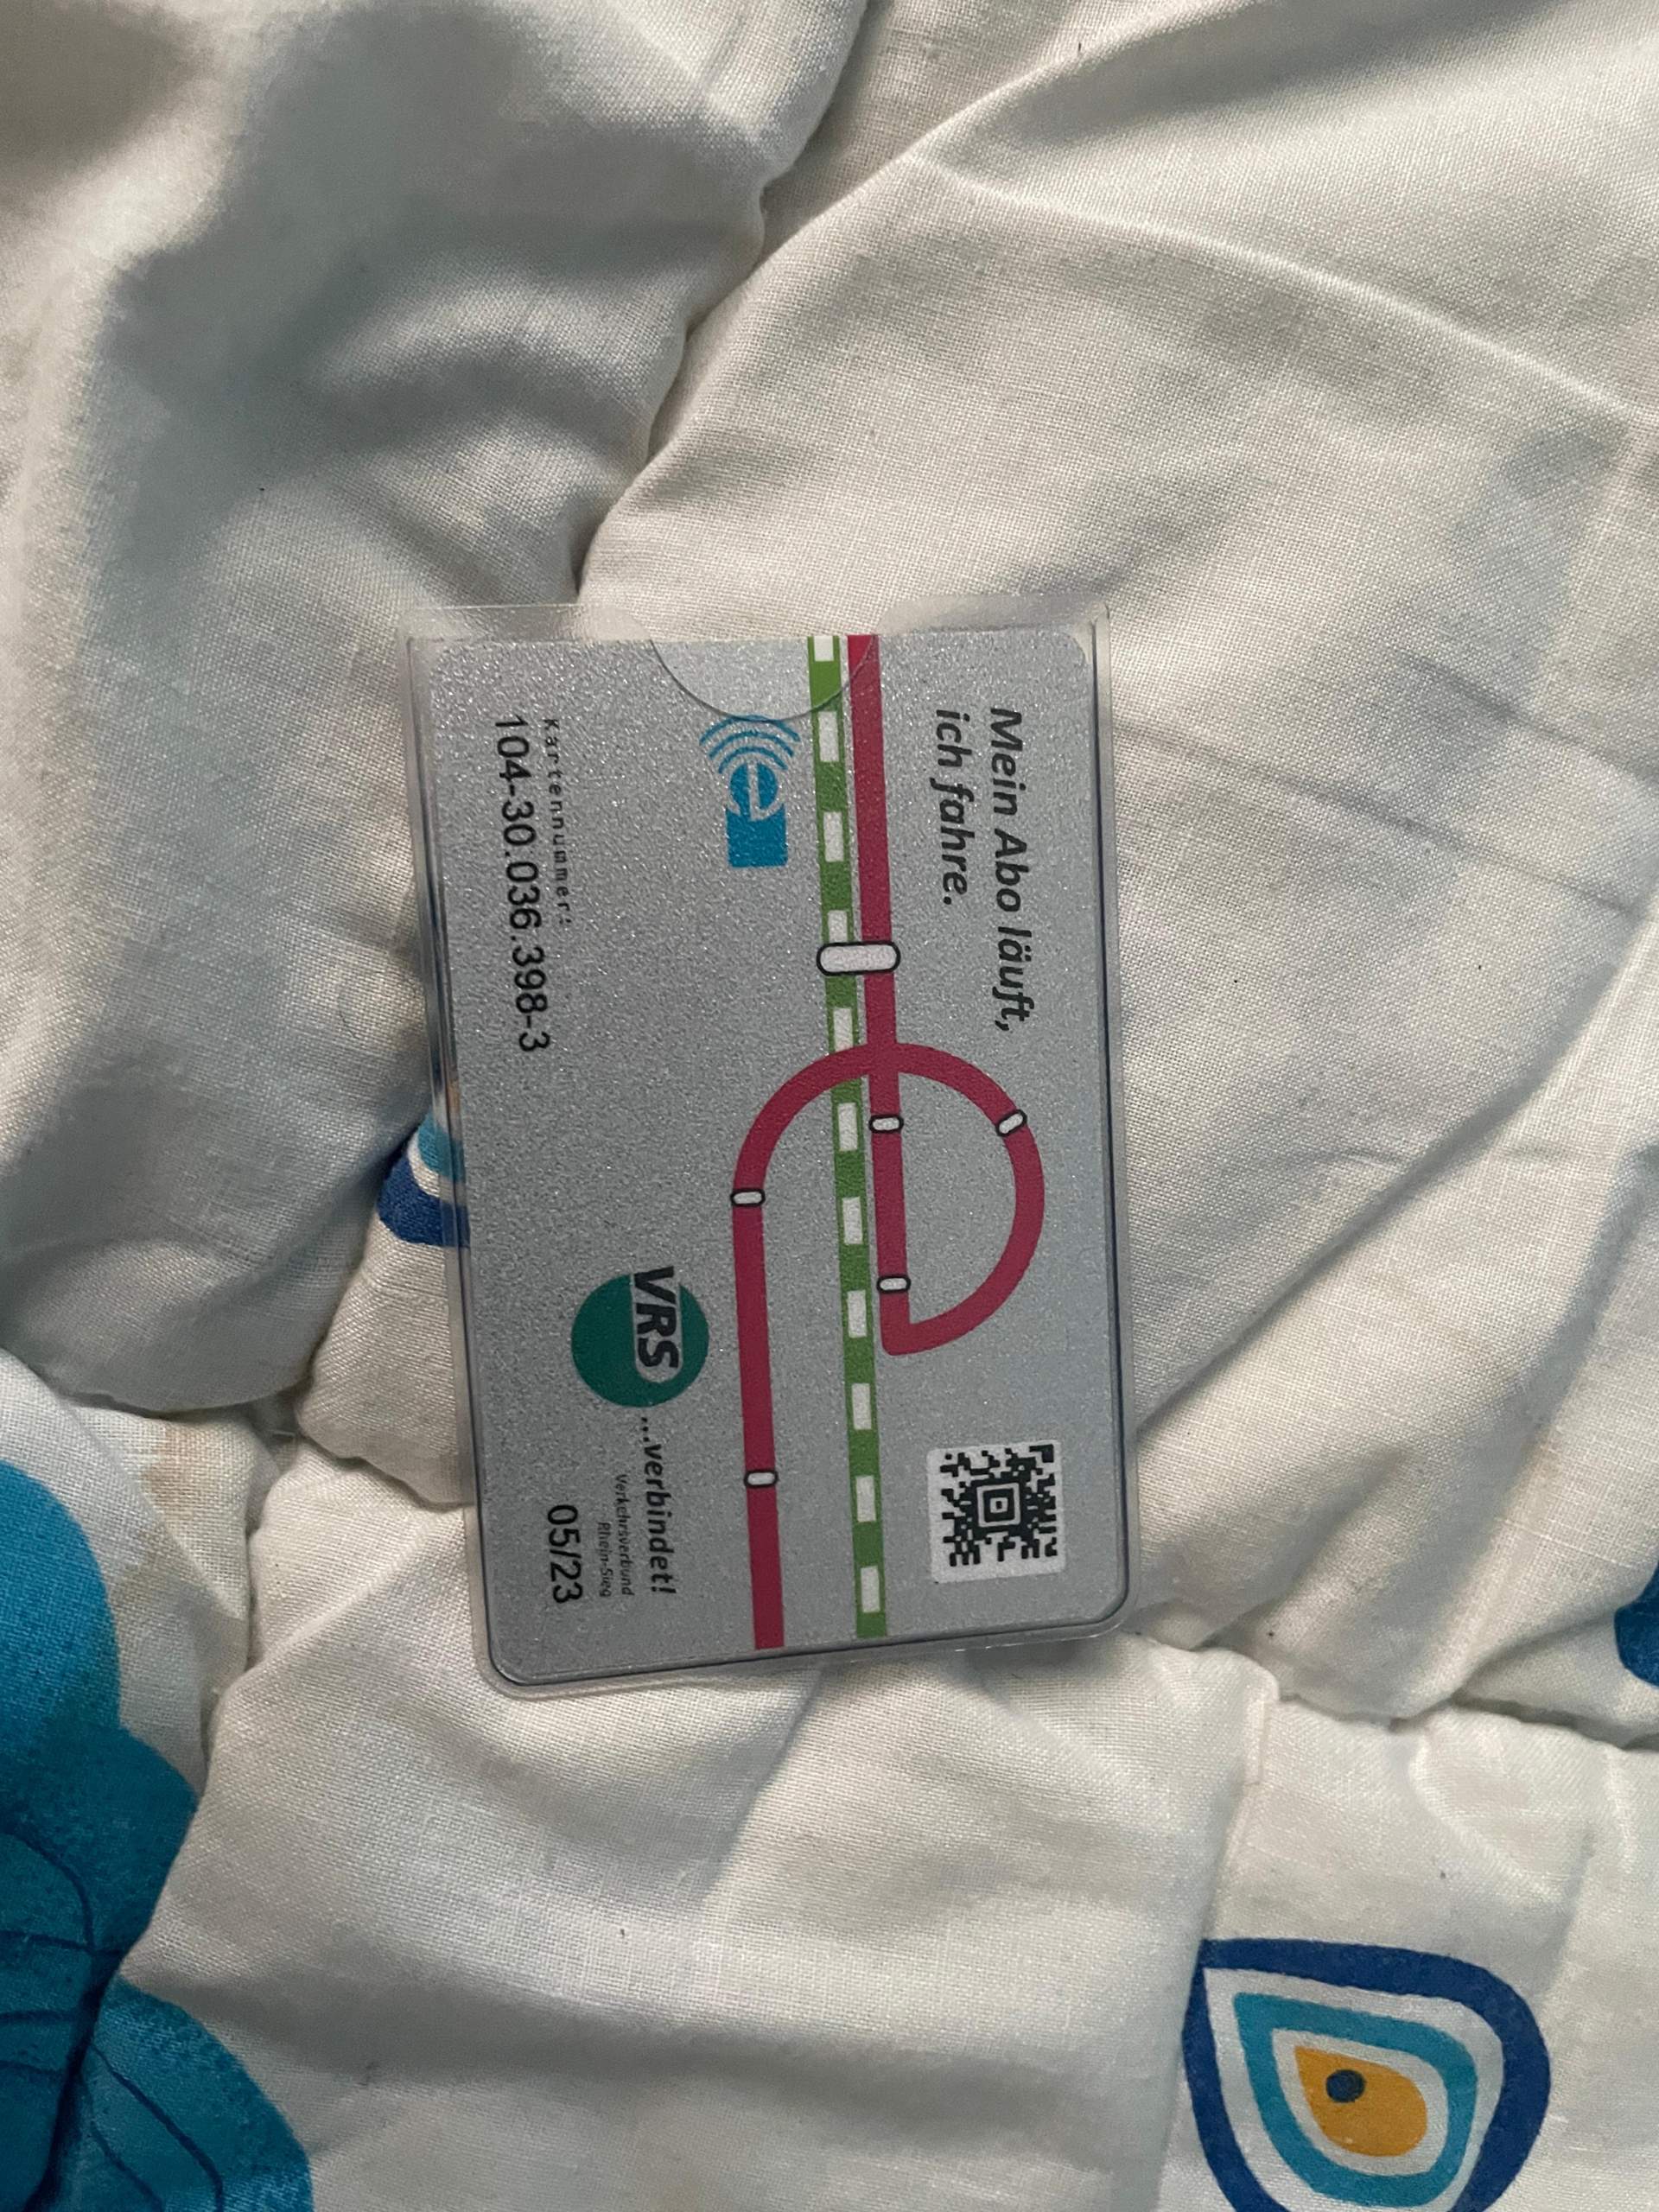 Mein Abo läuft,
ich fahre.
e
VRS
...verbindet!
Verkehrsverbund
Rhein-Sieg
Kartennummer:
104-30.036.398-3
05/23